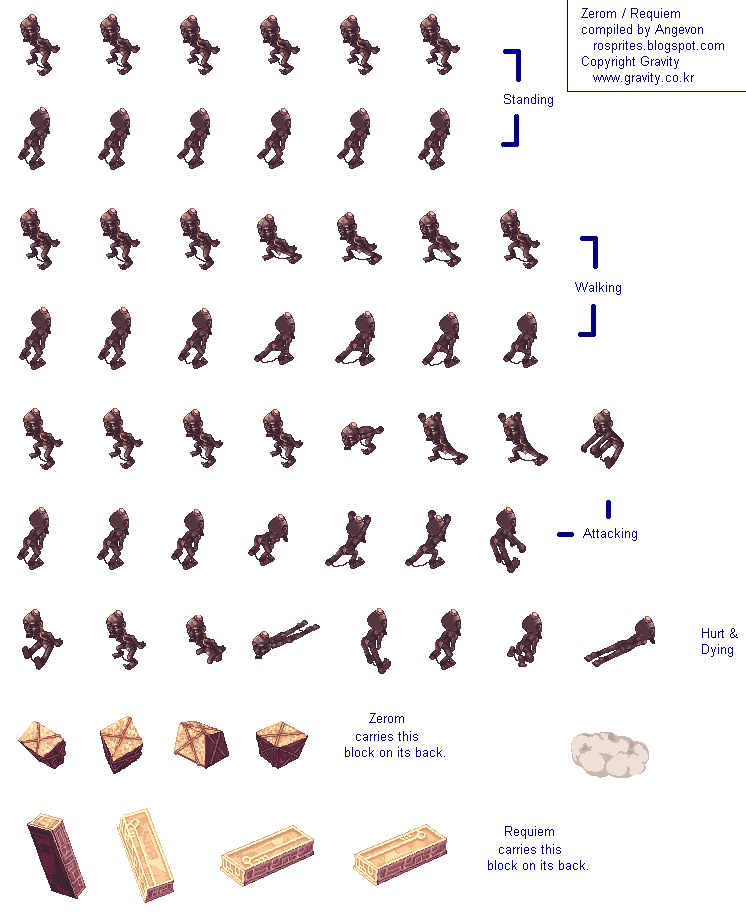 Zerom / Requiem
compiled by Angevon
rosprites.blogspot.com
Copyright Gravity
www.gravity.co.kr
Standing
Walking
Attacking
Hurt &
Dying
Zerom
carries this
block on its back.
Requiem
carries this
block on its back.